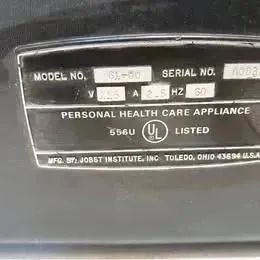 MODEL NO. SERIAL NO.
V 115 A 2.5 HZ 60
PERSONAL HEALTH CARE APPLIANCE
556U UL LISTED
MFG. BY: JOBST INSTITUTE, INC. TOLEDO, OHIO 43694 U.S.A.